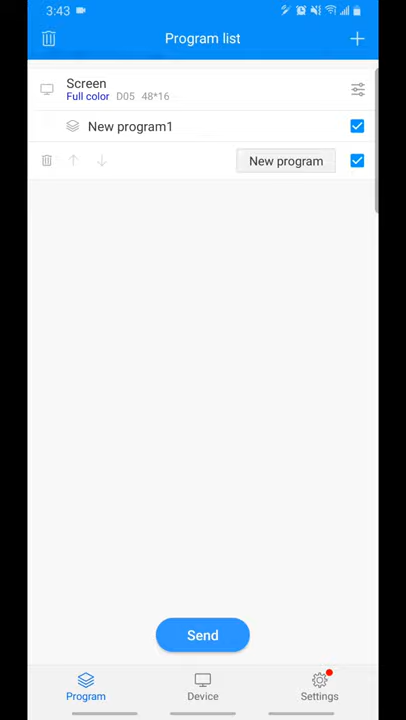 3:43
Program list
Screen
Full color D05 48*16
New program1
New program
Send
Program Device Settings